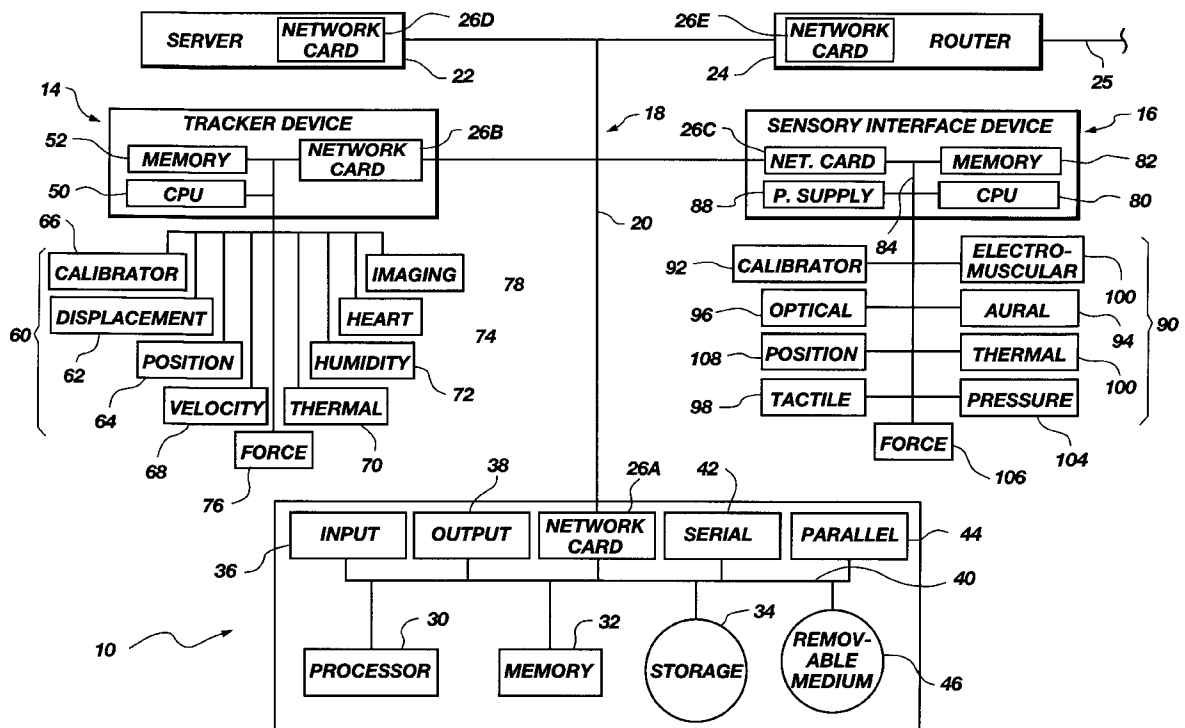 26D
26E
SERVER
NETWORK
CARD
NETWORK
CARD
ROUTER
22
24
25
14
18
16
TRACKER DEVICE
26B
26C
SENSORY INTERFACE DEVICE
52
MEMORY
NETWORK
CARD
NET. CARD
MEMORY
82
50
CPU
88
P. SUPPLY
CPU
80
66
20
84
CALIBRATOR
IMAGING
78
92
CALIBRATOR
ELECTRO-
MUSCULAR
100
60
DISPLACEMENT
HEART
74
96
OPTICAL
AURAL
94
90
62
POSITION
HUMIDITY
72
108
POSITION
THERMAL
100
64
VELOCITY
THERMAL
98
TACTILE
PRESSURE
68
FORCE
70
FORCE
104
76
38
26A
42
106
INPUT
OUTPUT
NETWORK
CARD
SERIAL
PARALLEL
44
36
40
10
30
32
34
PROCESSOR
MEMORY
STORAGE
REMOV-
ABLE
MEDIUM
46